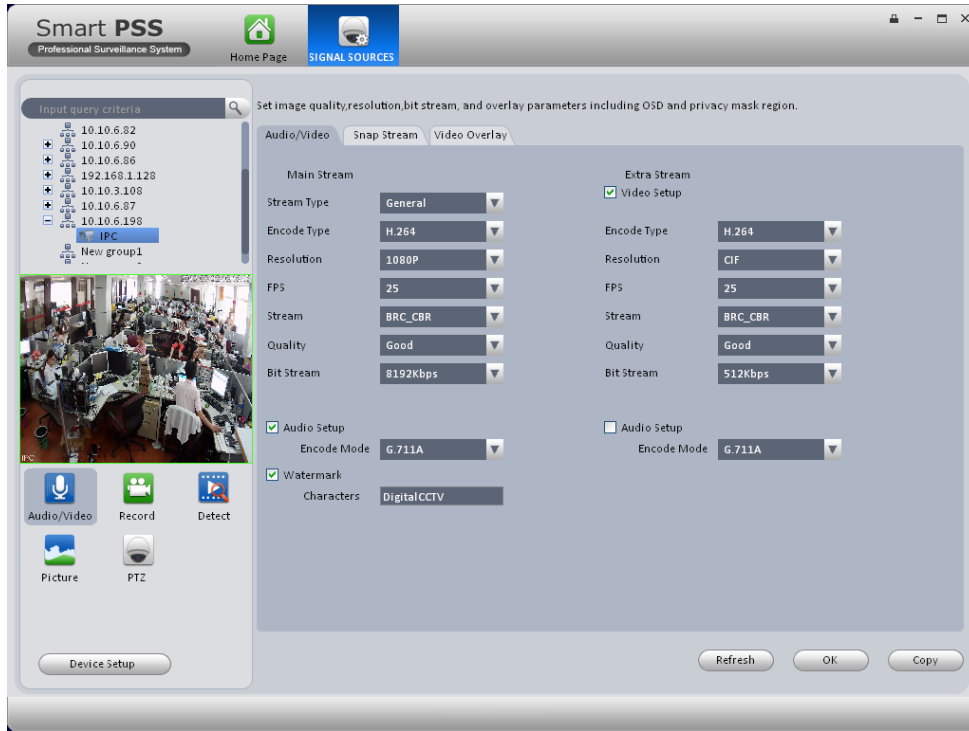 Smart PSS
Professional Surveillance System
Home Page
SIGNAL SOURCES
Input query criteria
10.10.6.82
10.10.6.90
10.10.6.86
192.168.1.128
10.10.3.108
10.10.6.87
10.10.6.198
IPC
New group1
IPC
Audio/Video
Record
Detect
Picture
PTZ
Device Setup
Set image quality,resolution,bit stream, and overlay parameters including OSD and privacy mask region.
Audio/Video Snap Stream Video Overlay
Main Stream
Stream Type General
Encode Type H.264
Resolution 1080P
FPS 25
Stream BRC_CBR
Quality Good
Bit Stream 8192Kbps
Audio Setup
Encode Mode G.711A
Watermark
Characters DigitalCCTV
Extra Stream
Video Setup
Encode Type H.264
Resolution CIF
FPS 25
Stream BRC_CBR
Quality Good
Bit Stream 512Kbps
Audio Setup
Encode Mode G.711A
Refresh OK Copy